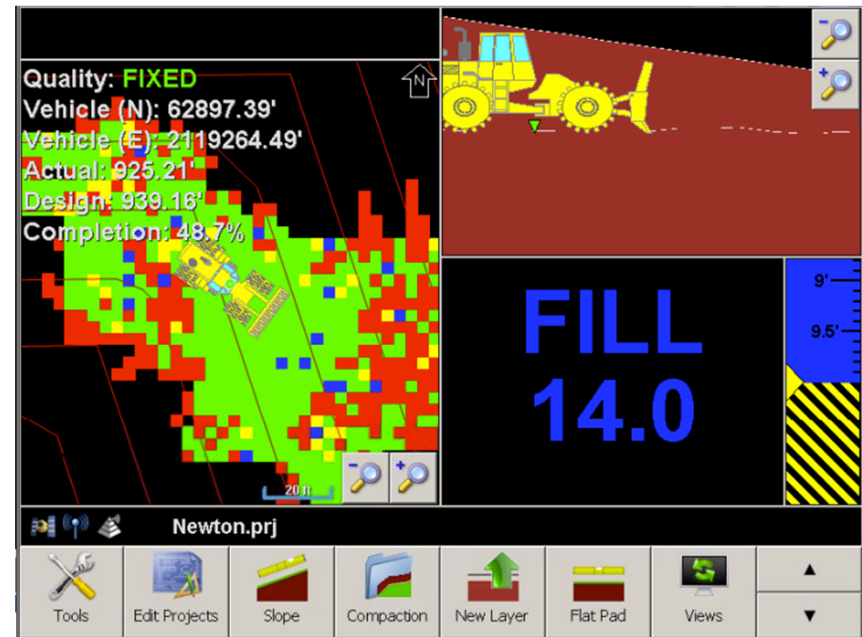 Quality: FIXED
Vehicle (N): 62897.39'
Vehicle (E): 2119264.49'
Actual: 925.21'
Design: 939.16'
Completion: 48.7%
N
20 ft
FILL
14.0
9'
9.5'
Newton.prj
Tools
Edit Projects
Slope
Compaction
New Layer
Flat Pad
Views